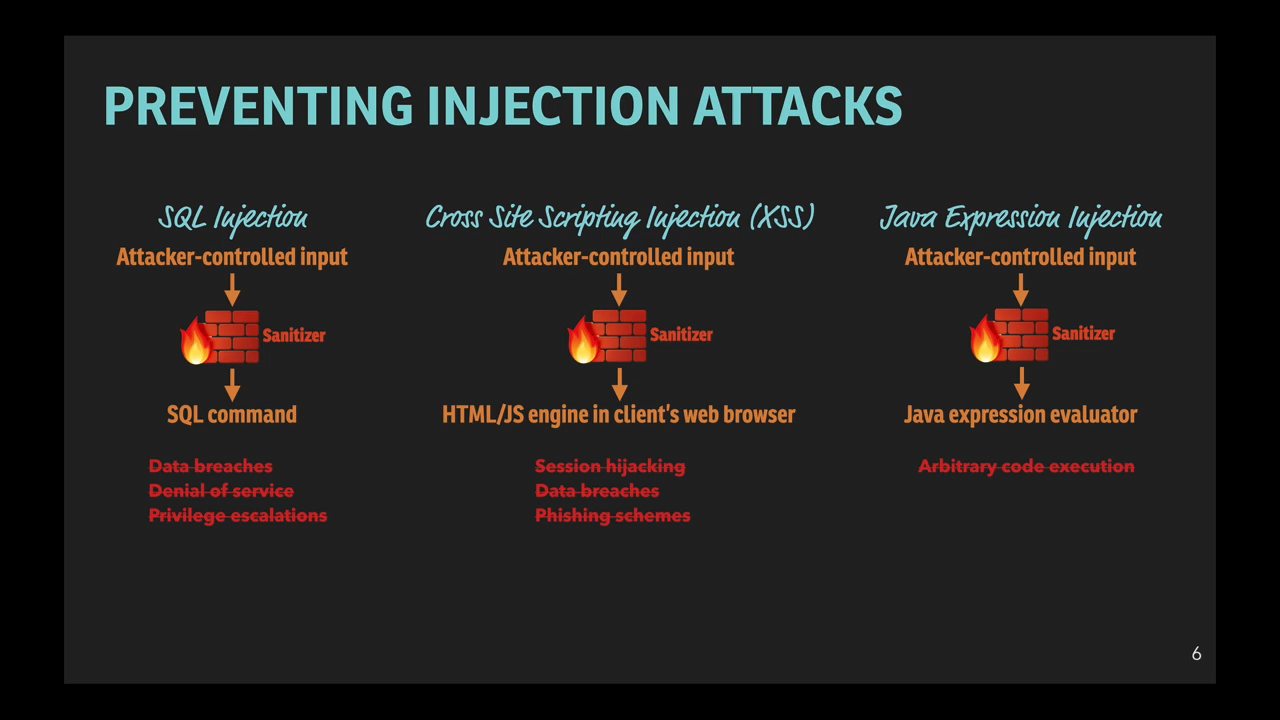 PREVENTING INJECTION ATTACKS
SQL Injection
Attacker-controlled input
Sanitizer
SQL command
Data breaches
Denial of service
Privilege escalations
Cross Site Scripting Injection (XSS)
Attacker-controlled input
Sanitizer
HTML/JS engine in client's web browser
Session hijacking
Data breaches
Phishing schemes
Java Expression Injection
Attacker-controlled input
Sanitizer
Java expression evaluator
Arbitrary code execution
6